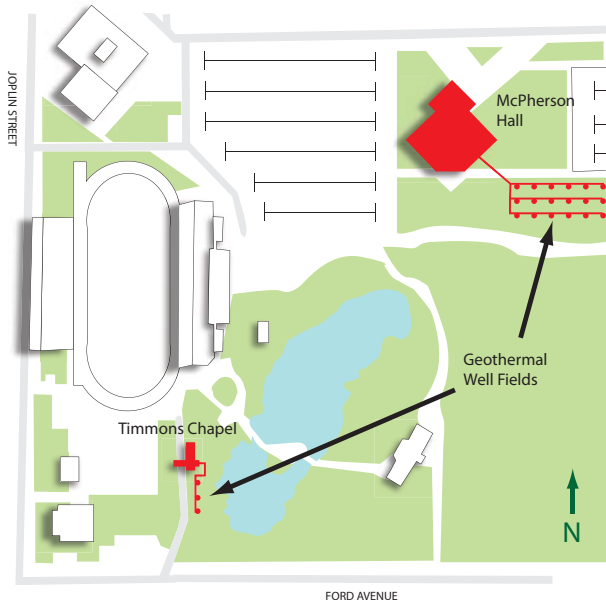 JOPLIN STREET
McPherson
Hall
Geothermal
Well Fields
Timmons Chapel
N
FORD AVENUE